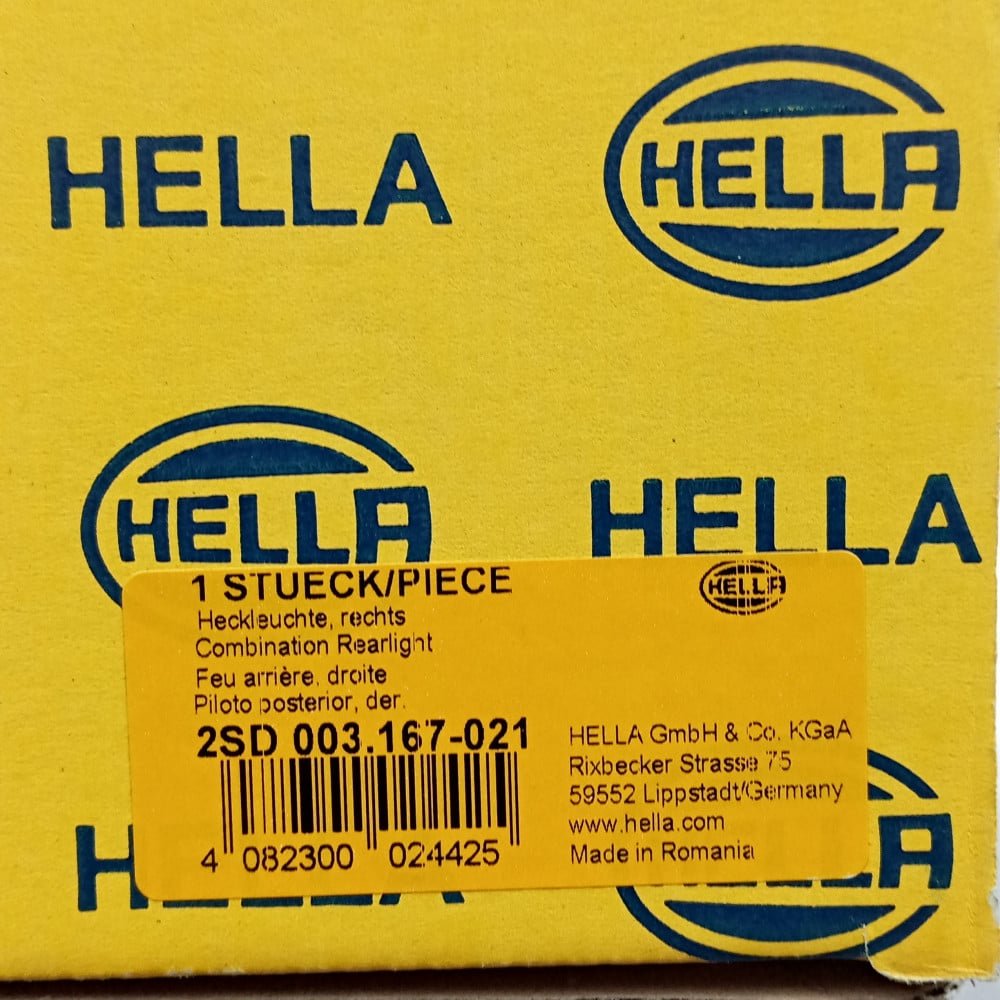 HELLA
HELLA
HELLA
HELLA
1 STUECK/PIECE
HELLA
Heckleuchte, rechts
Combination Rearlight
Feu arrière, droite
Piloto posterior, der.
2SD 003.167-021
4 082300 024425
HELLA GmbH & Co. KGaA
Rixbecker Strasse 75
59552 Lippstadt/Germany
www.hella.com
Made in Romania
HELLA
HELLA